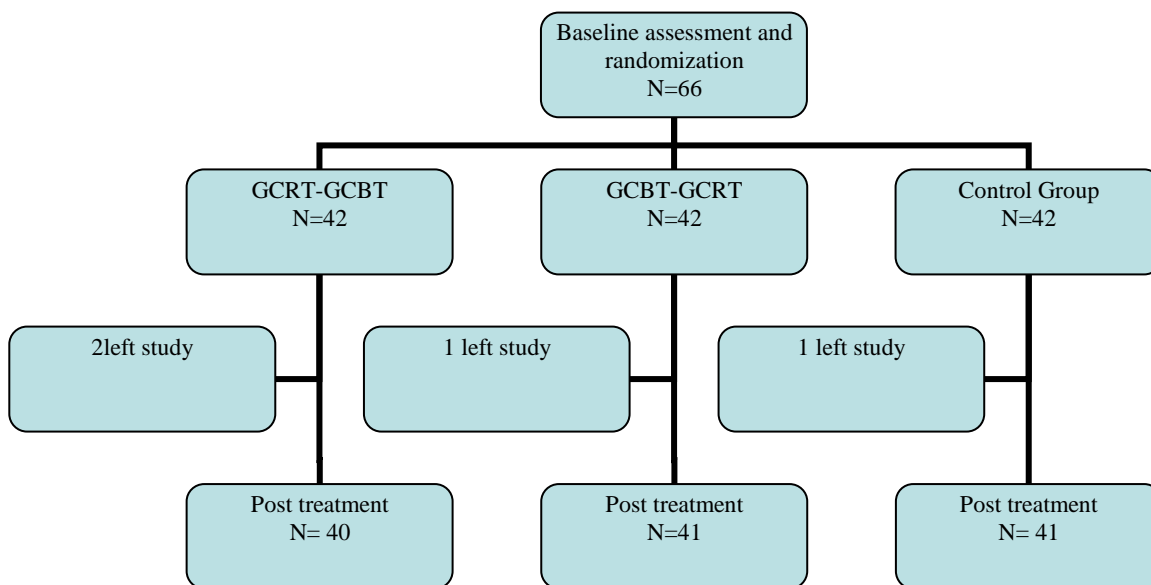 Baseline assessment and
randomization
N=66
GCRT-GCBT
N=42
GCBT-GCRT
N=42
Control Group
N=42
2left study
1 left study
1 left study
Post treatment
N= 40
Post treatment
N=41
Post treatment
N= 41